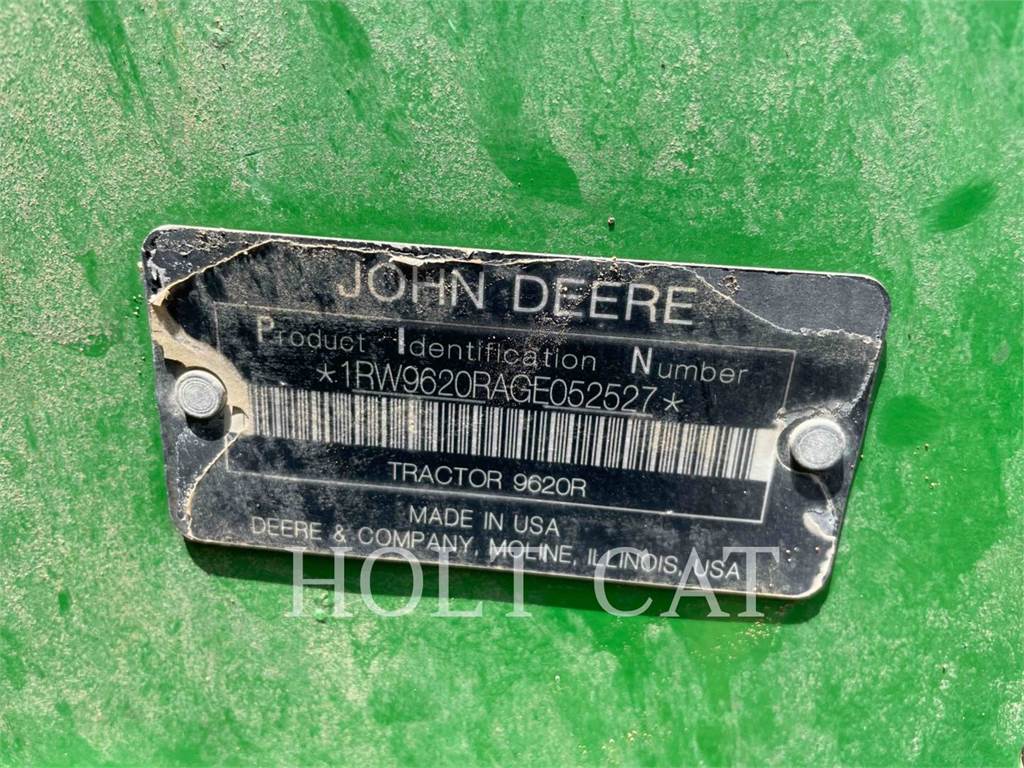 JOHN DEERE
Product Identification Number
*1RW9620RAGE052527*
TRACTOR 9620R
MADE IN USA
DEERE & COMPANY, MOLINE, ILLINOIS, USA
HOLT CAT